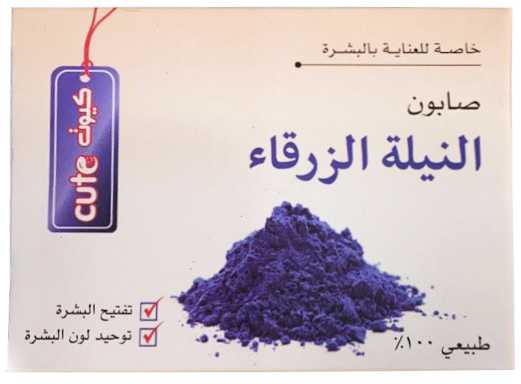 خاصة للعناية بالبشرة
صابون
النيلة الزرقاء
كيوت
cute
تفتيح البشرة
توحيد لون البشرة
طبيعي ١٠٠٪